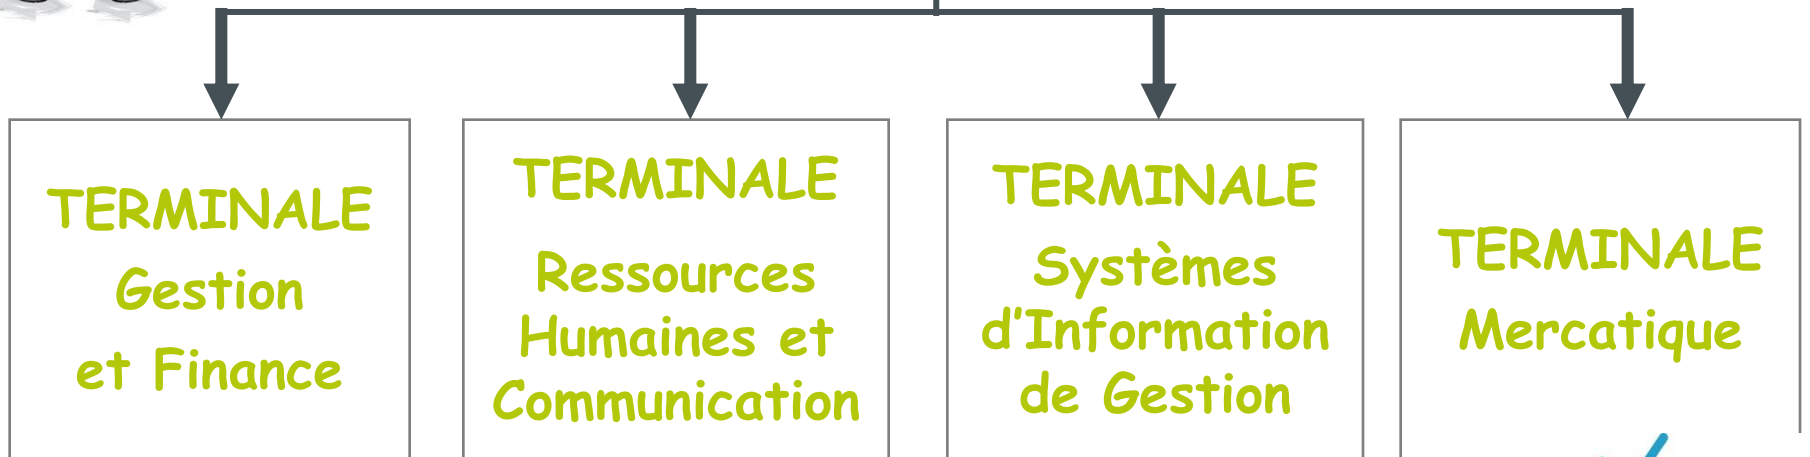 TERMINALE
Gestion
et Finance
TERMINALE
Ressources
Humaines et
Communication
TERMINALE
Systèmes
d'Information
de Gestion
TERMINALE
Mercatique